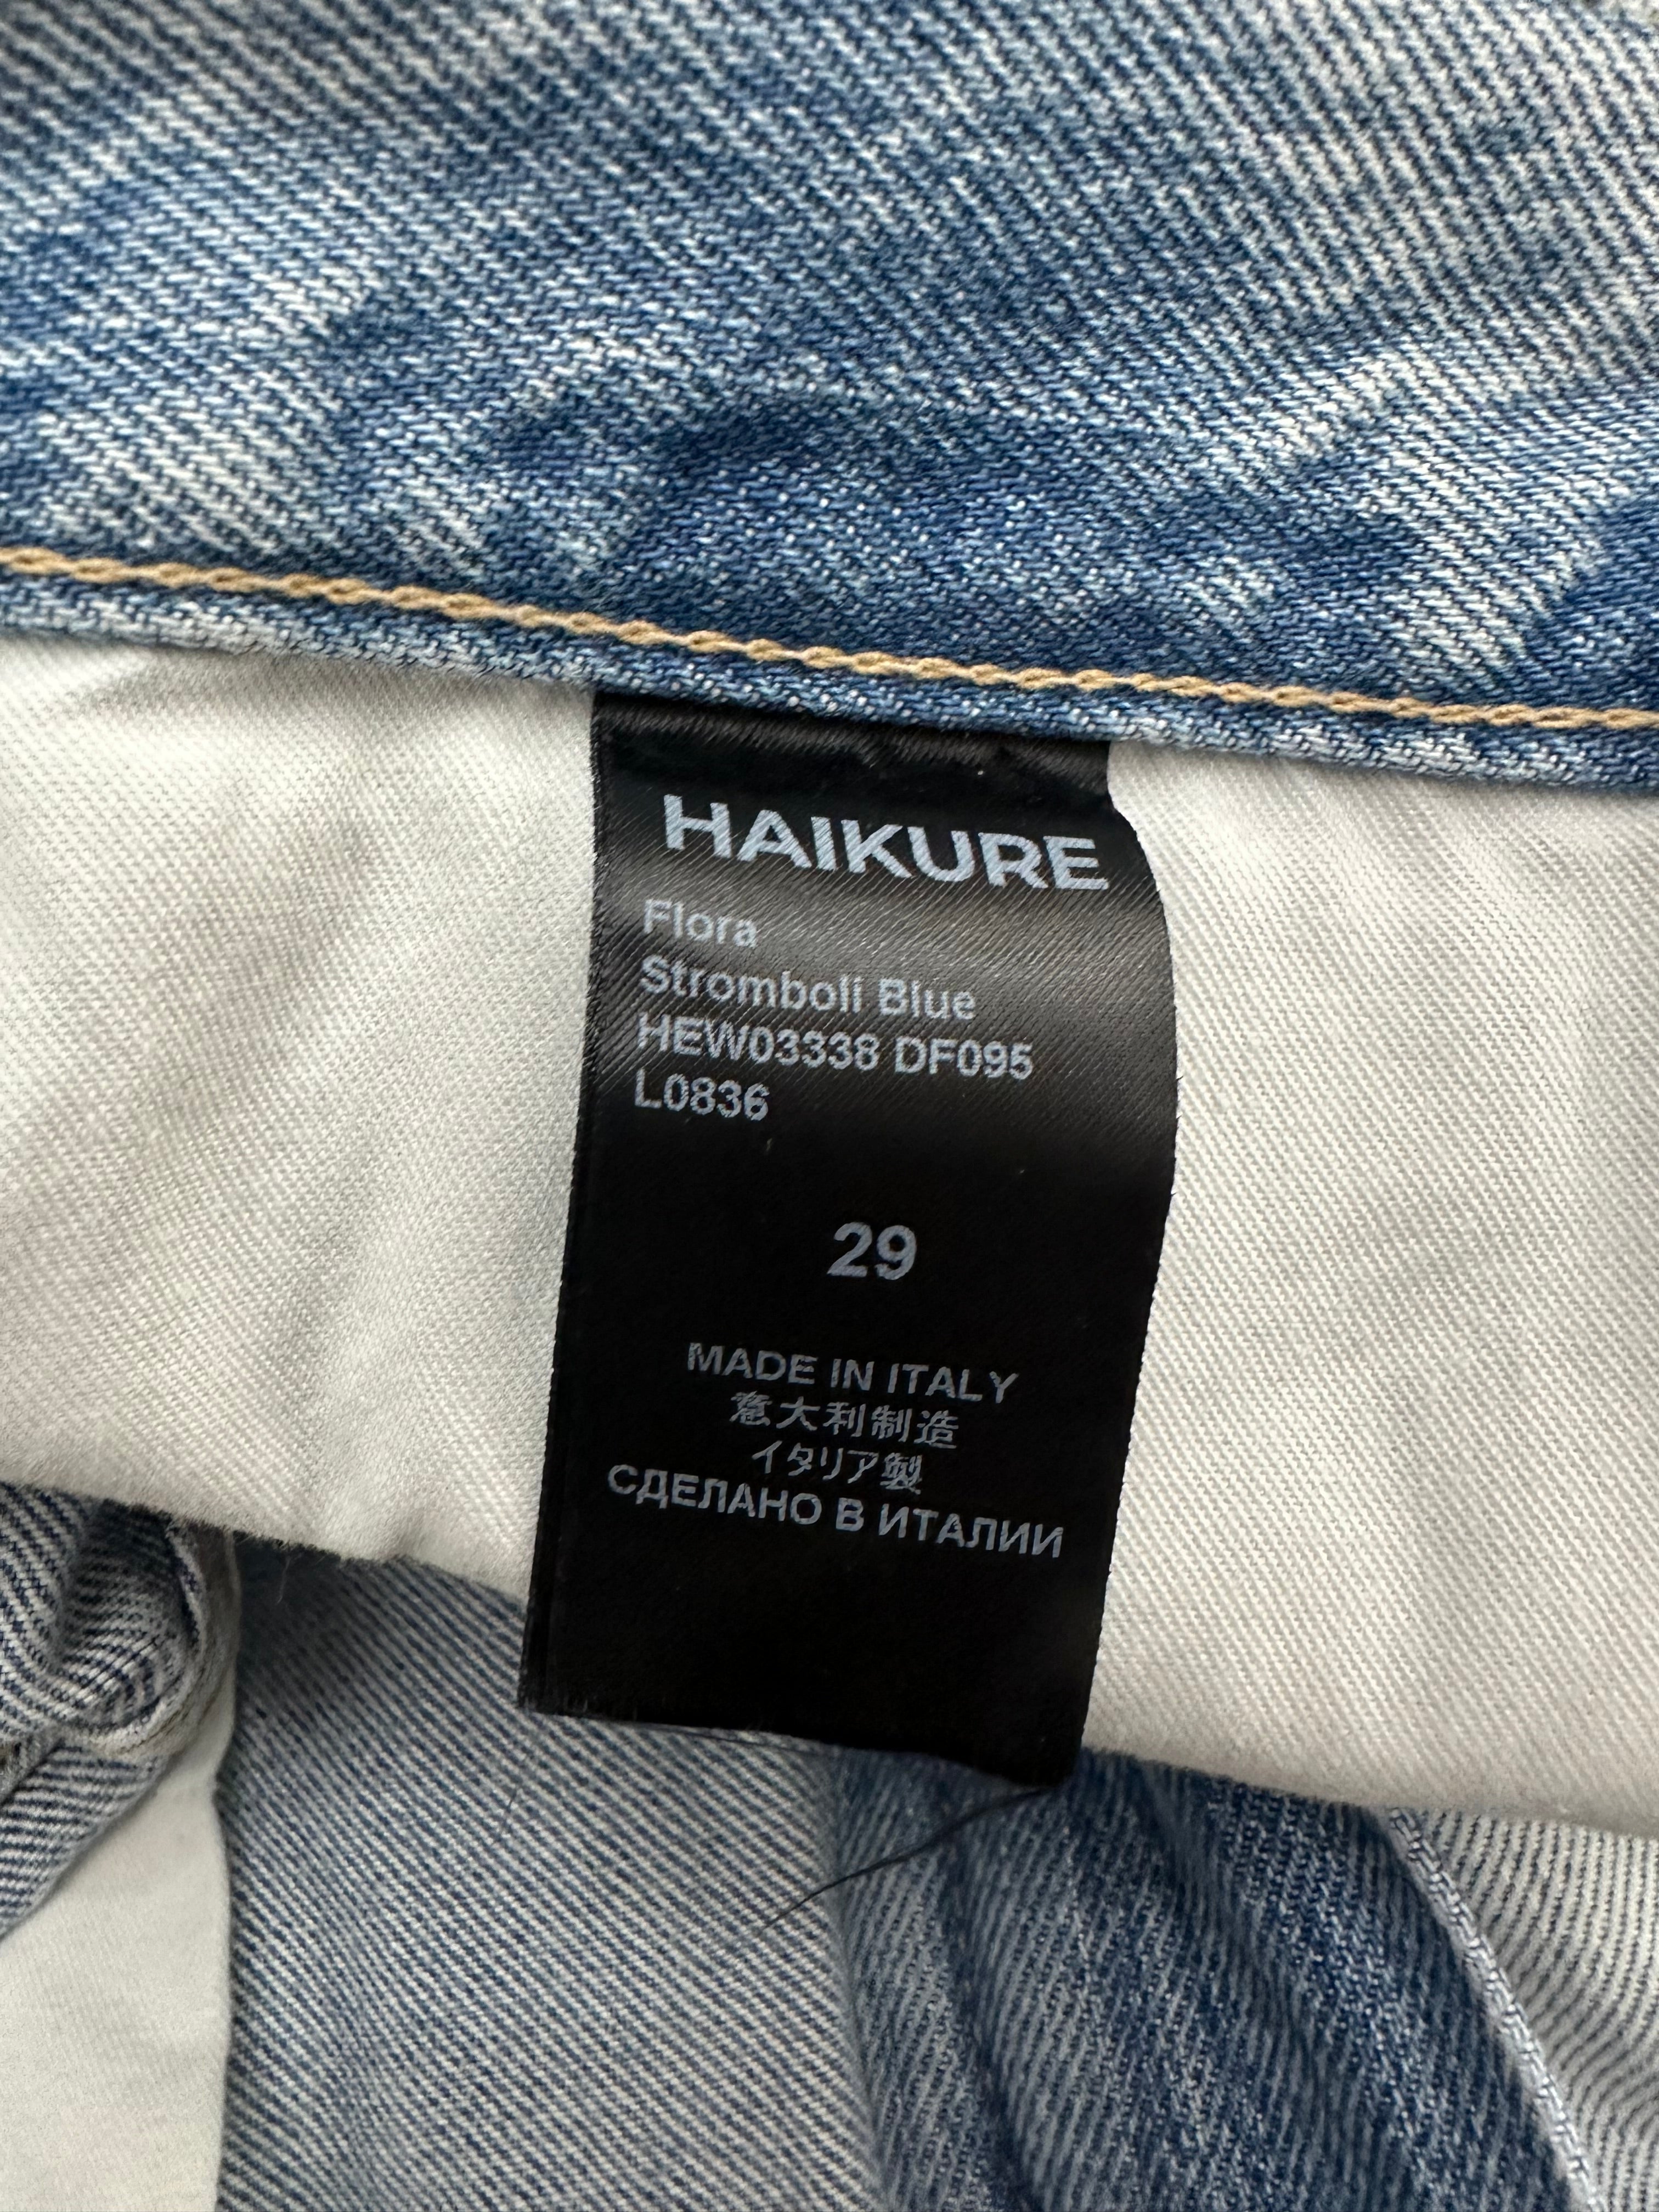 HAIKURE
Flora
Stromboli Blue
HEW03338 DF095
L0836
29
MADE IN ITALY
意大利制造
イタリア製
СДЕЛАНО В ИТАЛИИ